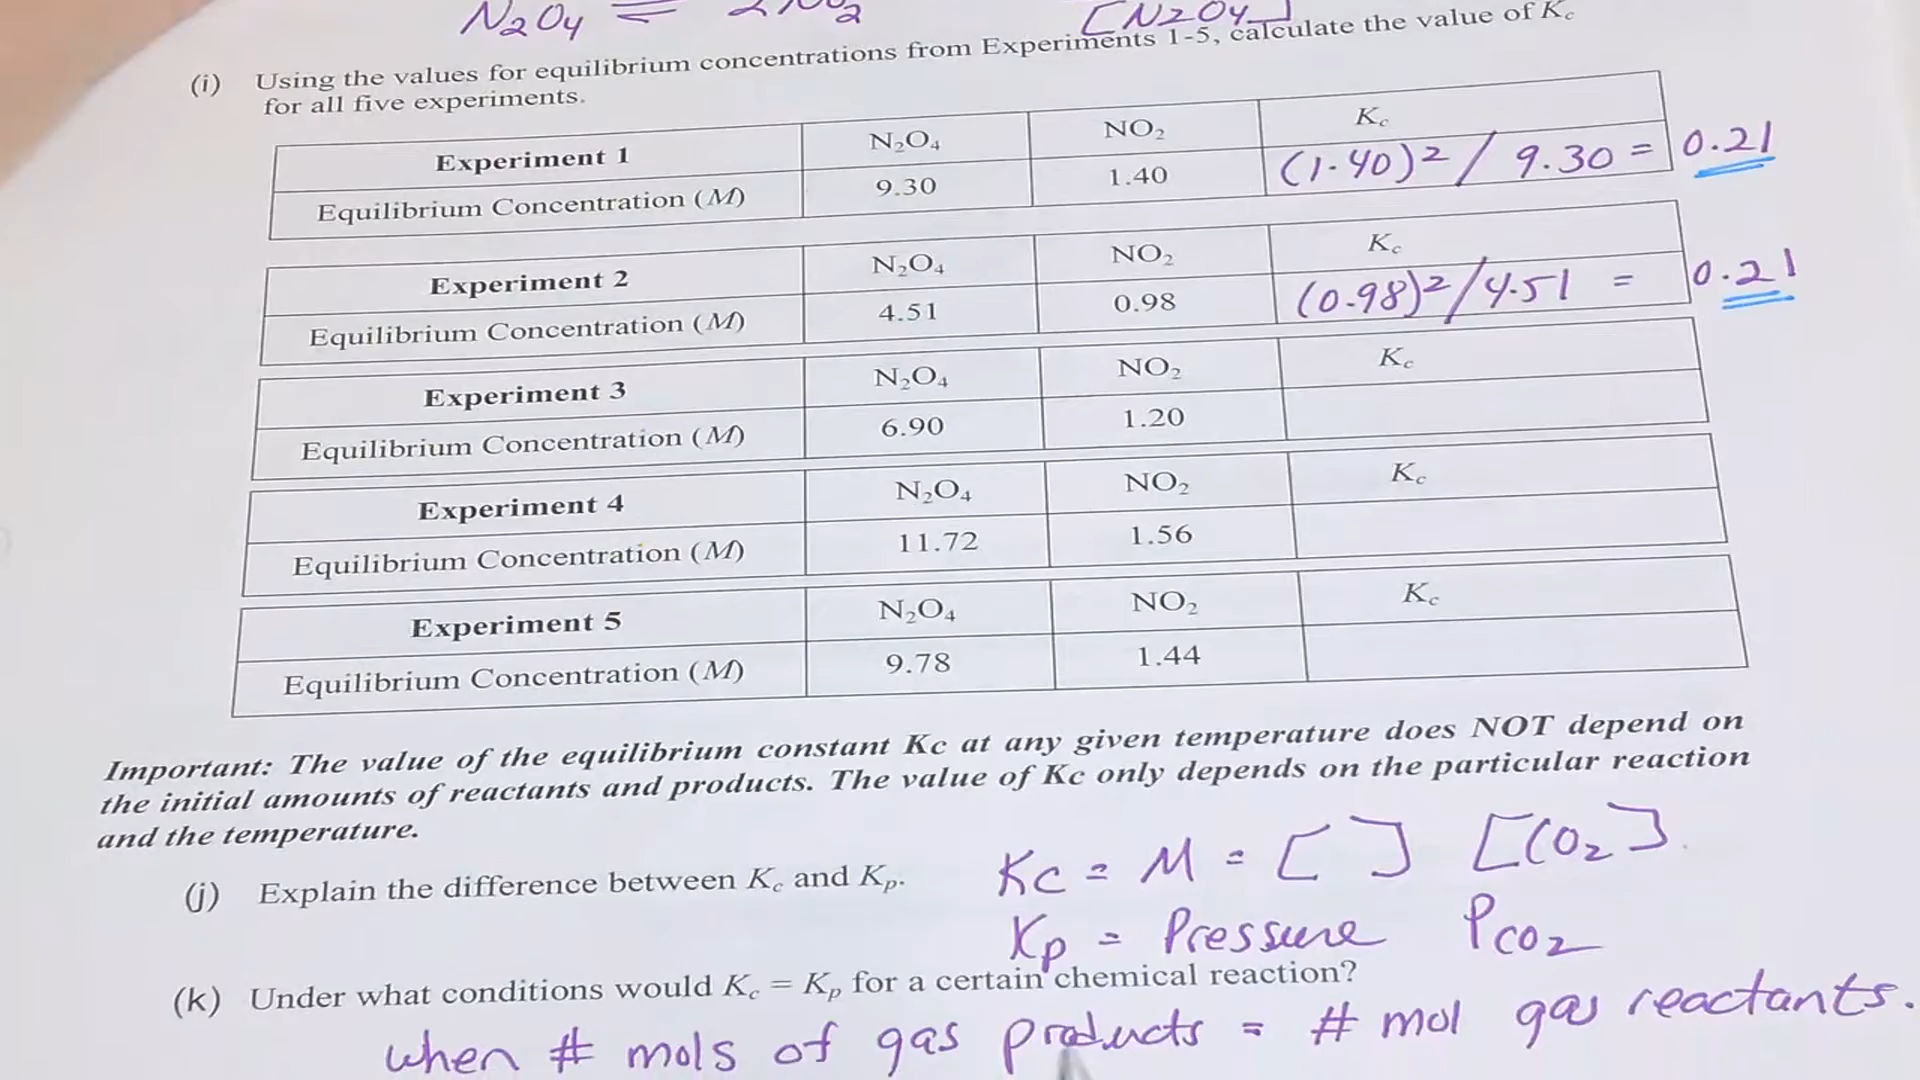 N₂O₄ ⇌ 2NO₂ [N₂O₄]
(i) Using the values for equilibrium concentrations from Experiments 1-5, calculate the value of Kc
for all five experiments.
Experiment 1 N₂O₄ NO₂ Kc
Equilibrium Concentration (M) 9.30 1.40 (1.40)² / 9.30 = 0.21
Experiment 2 N₂O₄ NO₂ Kc
Equilibrium Concentration (M) 4.51 0.98 (0.98)²/4.51 = 0.21
Experiment 3 N₂O₄ NO₂ Kc
Equilibrium Concentration (M) 6.90 1.20
Experiment 4 N₂O₄ NO₂ Kc
Equilibrium Concentration (M) 11.72 1.56
Experiment 5 N₂O₄ NO₂ Kc
Equilibrium Concentration (M) 9.78 1.44
Important: The value of the equilibrium constant Kc at any given temperature does NOT depend on
the initial amounts of reactants and products. The value of Kc only depends on the particular reaction
and the temperature.
(j) Explain the difference between Kc and Kp. Kc = M = [ ] [CO₂].
Kp = Pressure PCO₂
(k) Under what conditions would Kc = Kp for a certain chemical reaction?
when # mols of gas products = # mol gas reactants.